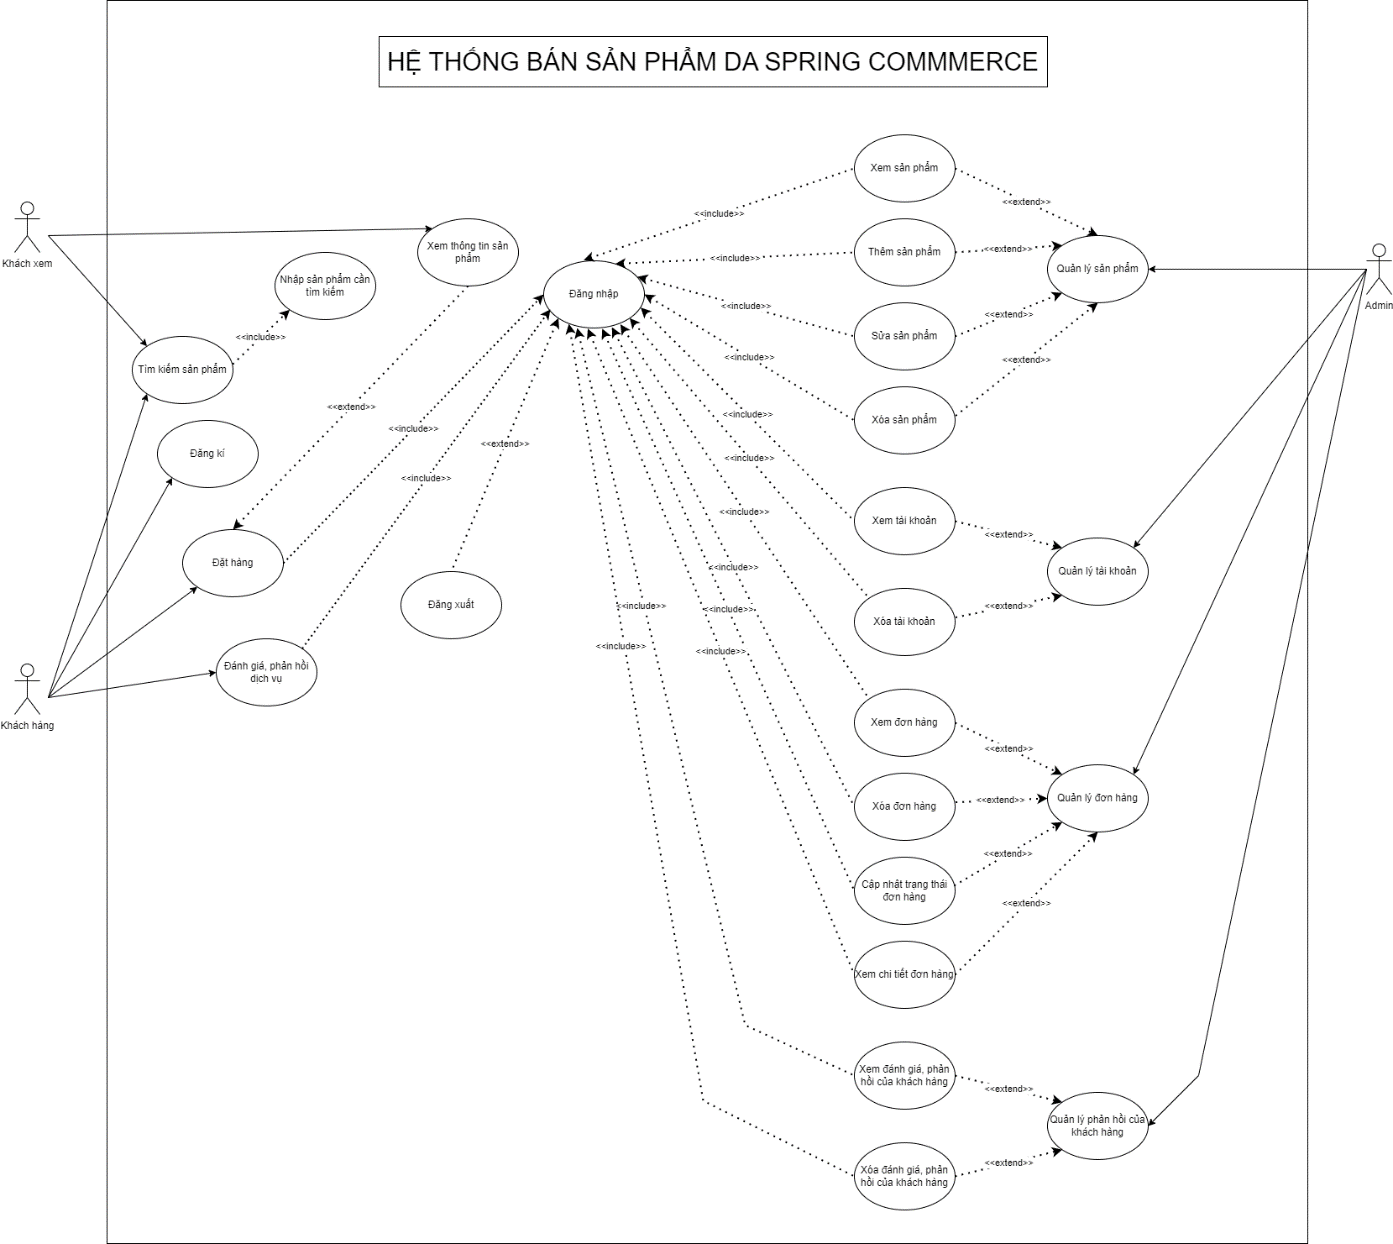 HỆ THỐNG BÁN SẢN PHẨM DA SPRING COMMMERCE
Xem sản phẩm
<<include>>
<<extend>>
Khách xem
Xem thông tin sản
phẩm
Thêm sản phẩm
<<include>>
<<extend>>
Quản lý sản phẩm
Admin
Nhập sản phẩm cần
tìm kiếm
Đăng nhập
<<include>>
<<extend>>
<<include>>
Sửa sản phẩm
<<include>>
<<extend>>
Tìm kiếm sản phẩm
<<extend>>
<<include>>
<<include>>
Xóa sản phẩm
<<extend>>
Đăng kí
<<include>>
<<include>>
<<include>>
Xem tài khoản
<<extend>>
Đặt hàng
<<include>>
Quản lý tài khoản
Đăng xuất
<<include>>
<<include>>
<<extend>>
Xóa tài khoản
<<include>>
<<include>>
Đánh giá, phản hồi
dịch vụ
Khách hàng
Xem đơn hàng
<<extend>>
Xóa đơn hàng
<<extend>>
Quản lý đơn hàng
<<extend>>
Cập nhật trạng thái
đơn hàng
<<extend>>
Xem chi tiết đơn hàng
Xem đánh giá, phản
hồi của khách hàng
<<extend>>
Quản lý phản hồi của
khách hàng
<<extend>>
Xóa đánh giá, phản
hồi của khách hàng